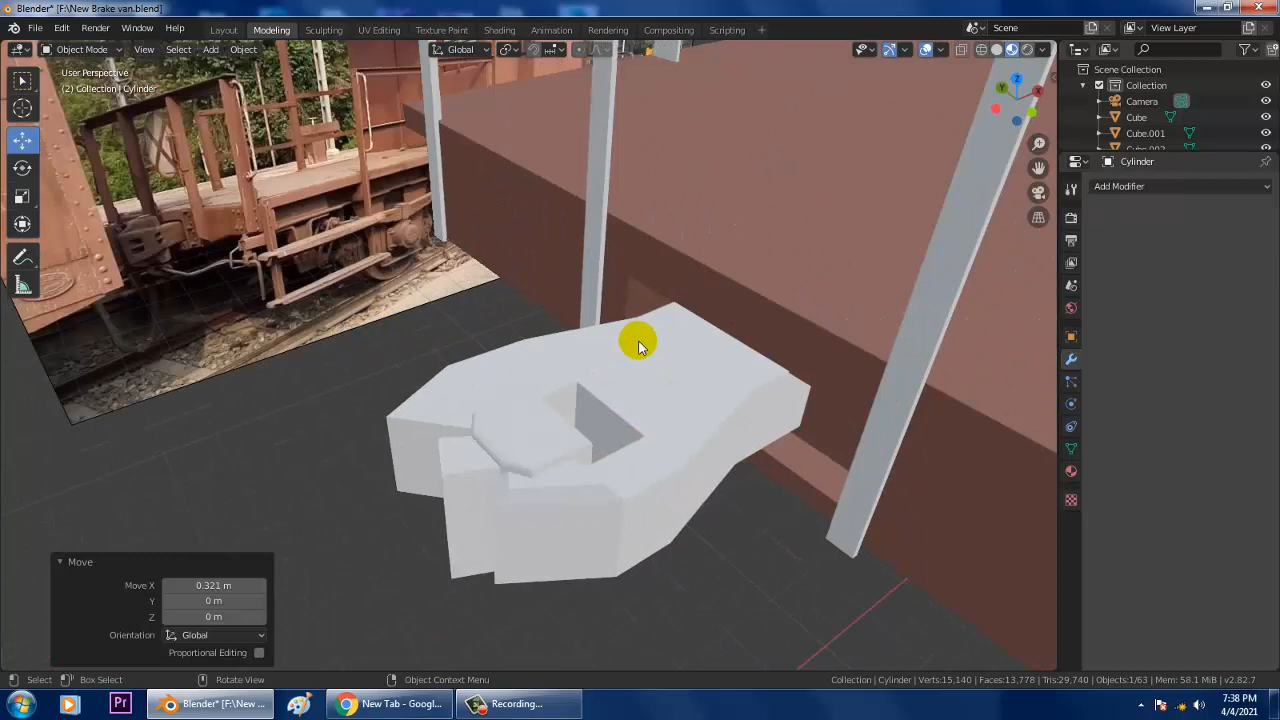 Blender* [F:\New Brake van.blend]
File Edit Render Window Help Layout Modeling Sculpting UV Editing Texture Paint Shading Animation Rendering Compositing Scripting + Scene View Layer
Object Mode View Select Add Object Global
User Perspective
(2) Collection | Cylinder
Scene Collection
Collection
Camera
Cube
Cube.001
Cylinder
Add Modifier
Z
Y
X
Move
Move X 0.321 m
Y 0 m
Z 0 m
Orientation Global
Proportional Editing
Select Box Select Rotate View Object Context Menu Collection | Cylinder | Verts:15,140 | Faces:13,778 | Tris:29,740 | Objects:1/63 | Mem: 58.1 MiB | v2.82.7
Pr Blender* [F:\New ... New Tab - Googl... Recording... 7:38 PM
4/4/2021